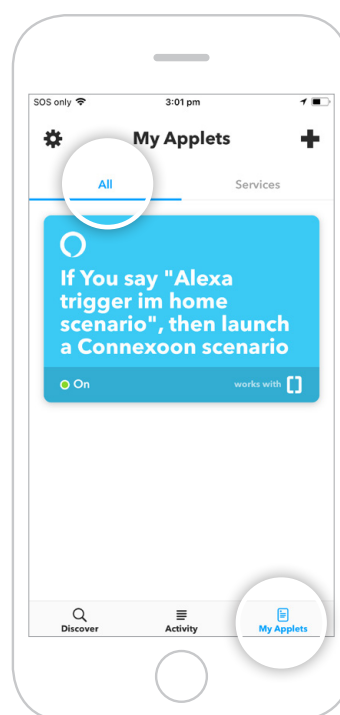 SOS only 3:01 pm
My Applets
All Services
If You say "Alexa
trigger im home
scenario", then launch
a Connexoon scenario
On works with
Discover Activity My Applets